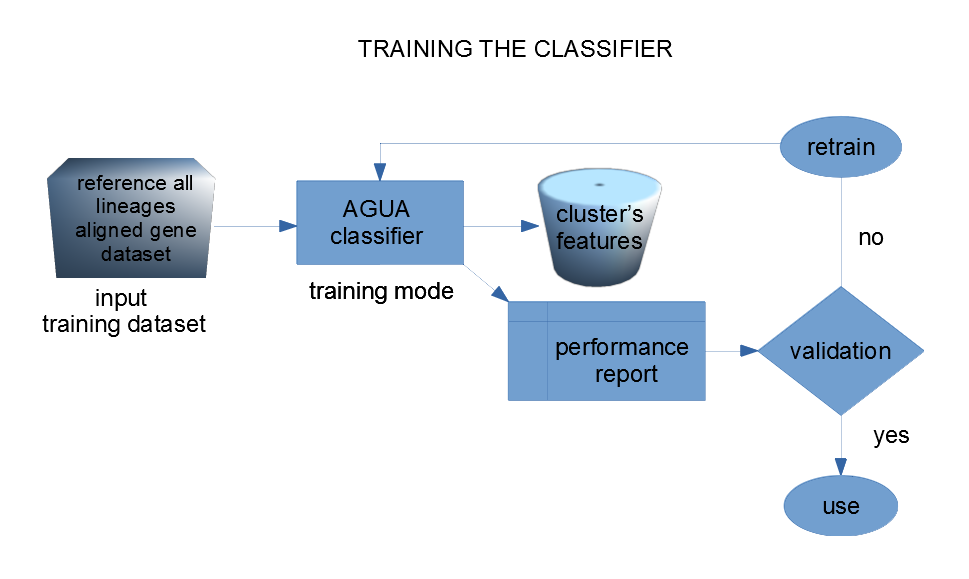 TRAINING THE CLASSIFIER
retrain
reference all
lineages
aligned gene
dataset
AGUA
classifier
cluster's
features
no
input
training dataset
training mode
performance
report
validation
yes
use